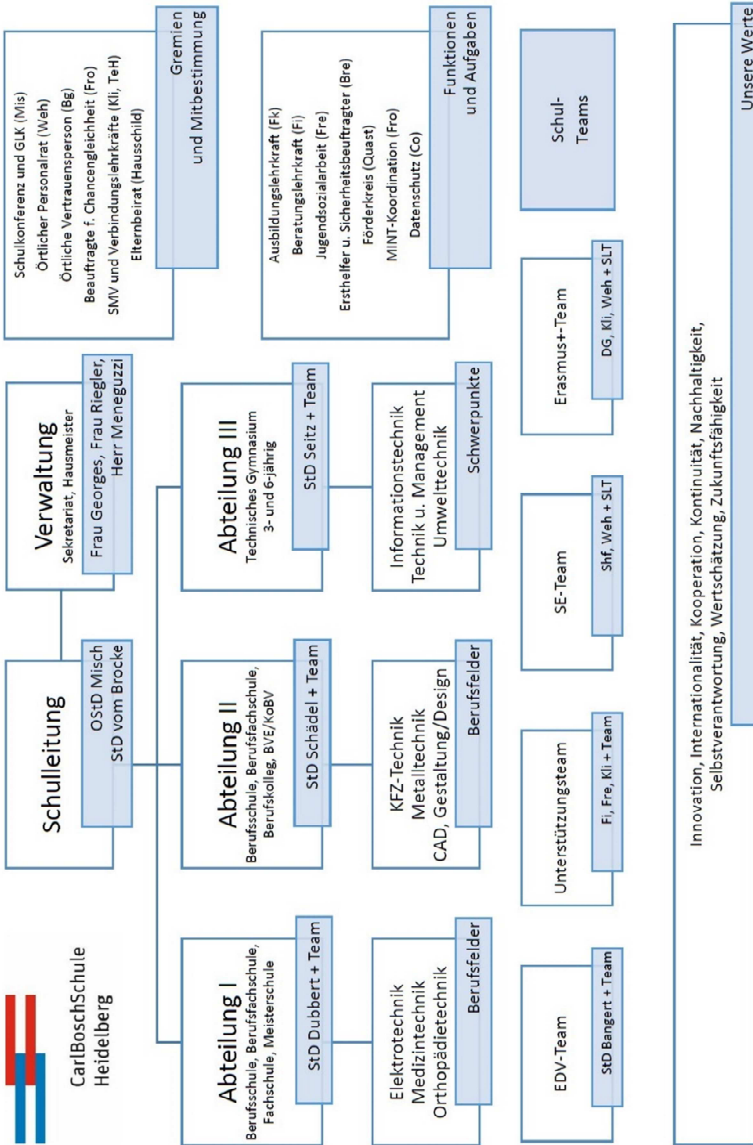 CarlBoschSchule
Heidelberg
Schulleitung
OStD Misch
StD vom Brocke
Verwaltung
Sekretariat, Hausmeister
Frau Georges, Frau Riegler,
Herr Meneguzzi
Schulkonferenz und GLK (Mis)
Örtlicher Personalrat (Weh)
Örtliche Vertrauensperson (Bg)
Beauftragte f. Chancengleichheit (Fro)
SMV und Verbindungslehrkräfte (Kli, TeH)
Elternbeirat (Hausschild)
Gremien
und Mitbestimmung
Abteilung I
Berufsschule, Berufsfachschule,
Fachschule, Meisterschule
StD Dubbert + Team
Abteilung II
Berufsschule, Berufsfachschule,
Berufskolleg, BVE/KoBV
StD Schädel + Team
Abteilung III
Technisches Gymnasium
3- und 6-jährig
StD Seitz + Team
Ausbildungslehrkraft (Fk)
Beratungslehrkraft (Fi)
Jugendsozialarbeit (Fre)
Ersthelfer u. Sicherheitsbeauftragter (Bre)
Förderkreis (Quast)
MINT-Koordination (Fro)
Datenschutz (Co)
Funktionen
und Aufgaben
Elektrotechnik
Medizintechnik
Orthopädietechnik
Berufsfelder
KFZ-Technik
Metalltechnik
CAD, Gestaltung/Design
Berufsfelder
Informationstechnik
Technik u. Management
Umwelttechnik
Schwerpunkte
EDV-Team
StD Bangert + Team
Unterstützungsteam
Fi, Fre, Kli + Team
SE-Team
Shf, Weh + SLT
Erasmus+-Team
DG, Kli, Weh + SLT
Schul-
Teams
Innovation, Internationalität, Kooperation, Kontinuität, Nachhaltigkeit,
Selbstverantwortung, Wertschätzung, Zukunftsfähigkeit
Unsere Werte